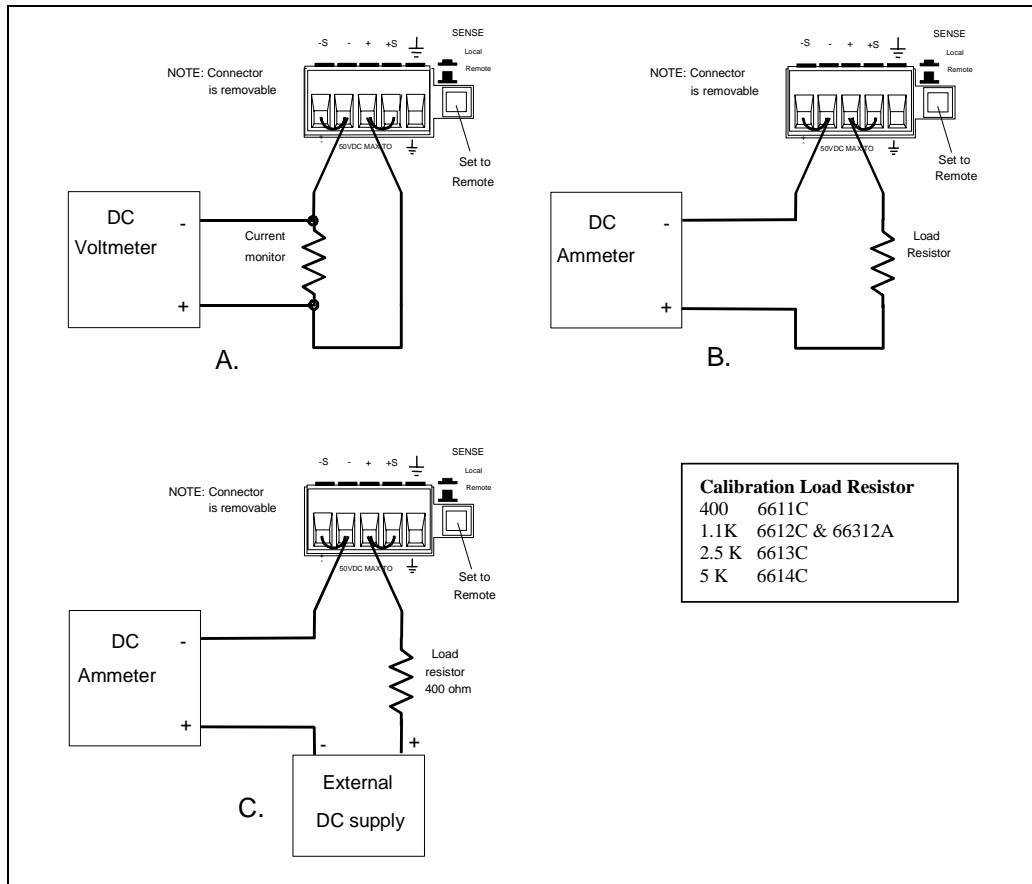 -S - + +S
SENSE
Local
Remote
NOTE: Connector
is removable
50VDC MAX TO
Set to
Remote
DC
Voltmeter
-
+
Current
monitor
A.
-S - + +S
SENSE
Local
Remote
NOTE: Connector
is removable
50VDC MAX TO
Set to
Remote
DC
Ammeter
-
+
Load
Resistor
B.
-S - + +S
SENSE
Local
Remote
NOTE: Connector
is removable
50VDC MAX TO
Set to
Remote
DC
Ammeter
-
+
Load
resistor
400 ohm
- +
External
DC supply
C.
Calibration Load Resistor
400 6611C
1.1K 6612C & 66312A
2.5 K 6613C
5 K 6614C